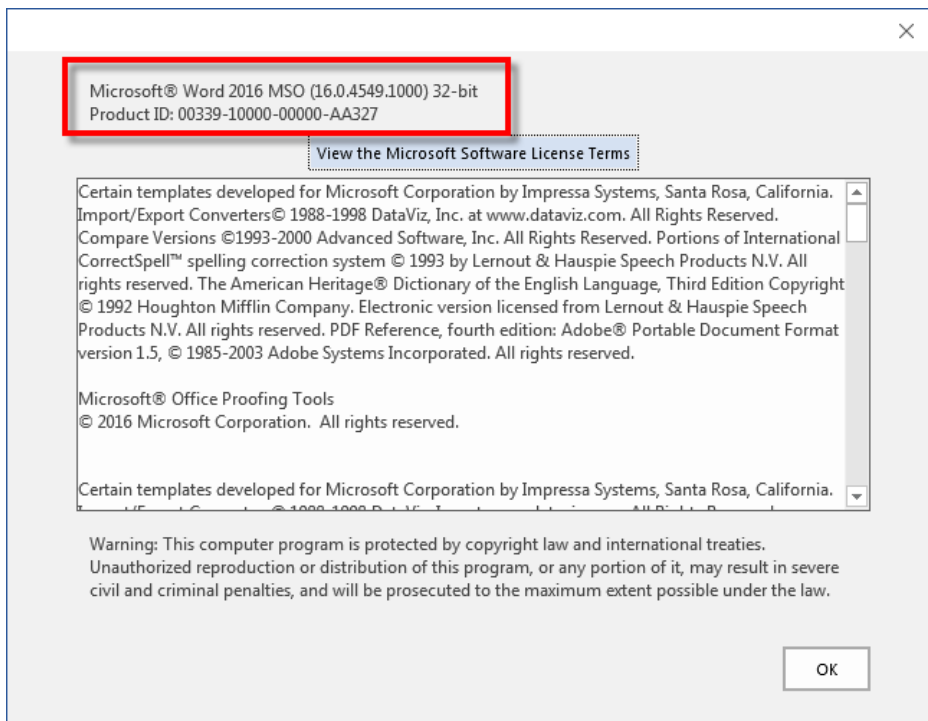 Microsoft® Word 2016 MSO (16.0.4549.1000) 32-bit
Product ID: 00339-10000-00000-AA327
View the Microsoft Software License Terms
Certain templates developed for Microsoft Corporation by Impressa Systems, Santa Rosa, California.
Import/Export Converters© 1988-1998 DataViz, Inc. at www.dataviz.com. All Rights Reserved.
Compare Versions ©1993-2000 Advanced Software, Inc. All Rights Reserved. Portions of International
CorrectSpell™ spelling correction system © 1993 by Lernout & Hauspie Speech Products N.V. All
rights reserved. The American Heritage® Dictionary of the English Language, Third Edition Copyright
© 1992 Houghton Mifflin Company. Electronic version licensed from Lernout & Hauspie Speech
Products N.V. All rights reserved. PDF Reference, fourth edition: Adobe® Portable Document Format
version 1.5, © 1985-2003 Adobe Systems Incorporated. All rights reserved.
Microsoft® Office Proofing Tools
© 2016 Microsoft Corporation.  All rights reserved.
Certain templates developed for Microsoft Corporation by Impressa Systems, Santa Rosa, California.
Warning: This computer program is protected by copyright law and international treaties.
Unauthorized reproduction or distribution of this program, or any portion of it, may result in severe
civil and criminal penalties, and will be prosecuted to the maximum extent possible under the law.
OK